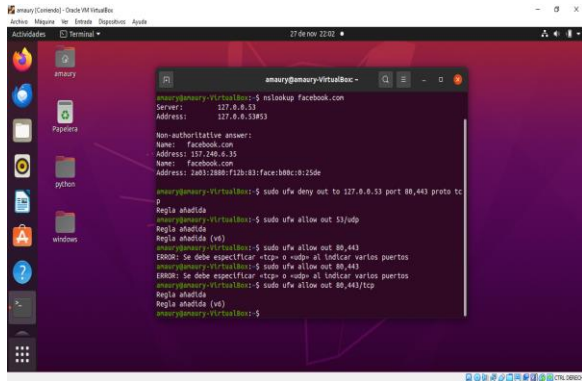 amaury [Corriendo] - Oracle VM VirtualBox
Archivo Máquina Ver Entrada Dispositivos Ayuda
Actividades Terminal 27 de nov 22:02
amaury
Papelera
python
windows
amaury@amaury-VirtualBox: ~
amaury@amaury-VirtualBox:~$ nslookup facebook.com
Server: 127.0.0.53
Address: 127.0.0.53#53
Non-authoritative answer:
Name: facebook.com
Address: 157.240.6.35
Name: facebook.com
Address: 2a03:2880:f12b:83:face:b00c:0:25de
amaury@amaury-VirtualBox:~$ sudo ufw deny out to 127.0.0.53 port 80,443 proto tc
p
Regla añadida
amaury@amaury-VirtualBox:~$ sudo ufw allow out 53/udp
Regla añadida
Regla añadida (v6)
amaury@amaury-VirtualBox:~$ sudo ufw allow out 80,443
ERROR: Se debe especificar «tcp» o «udp» al indicar varios puertos
amaury@amaury-VirtualBox:~$ sudo ufw allow out 80,443
ERROR: Se debe especificar «tcp» o «udp» al indicar varios puertos
amaury@amaury-VirtualBox:~$ sudo ufw allow out 80,443/tcp
Regla añadida
Regla añadida (v6)
amaury@amaury-VirtualBox:~$
CTRL DERECHO